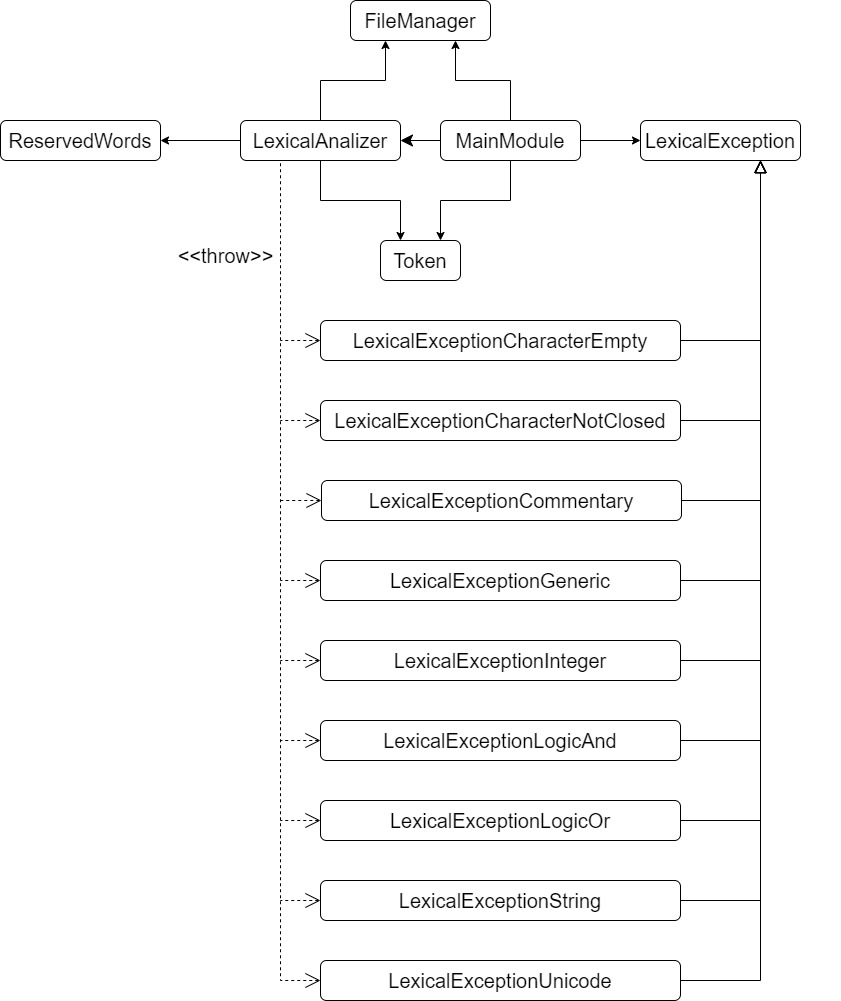 FileManager
ReservedWords
LexicalAnalizer
MainModule
LexicalException
<<throw>>
Token
LexicalExceptionCharacterEmpty
LexicalExceptionCharacterNotClosed
LexicalExceptionCommentary
LexicalExceptionGeneric
LexicalExceptionInteger
LexicalExceptionLogicAnd
LexicalExceptionLogicOr
LexicalExceptionString
LexicalExceptionUnicode